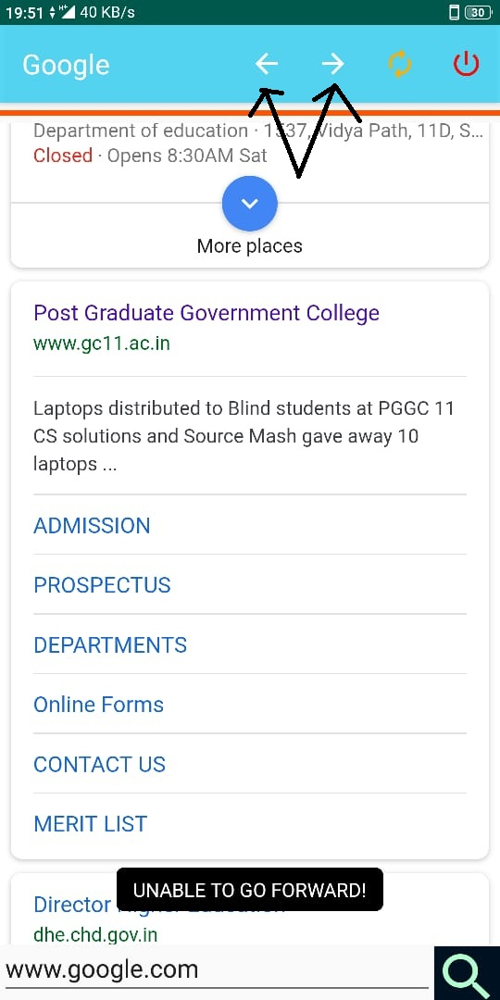 19:51 H+ 40 KB/s 30
Google
Department of education · 1537, Vidya Path, 11D, S...
Closed · Opens 8:30AM Sat
More places
Post Graduate Government College
www.gc11.ac.in
Laptops distributed to Blind students at PGGC 11
CS solutions and Source Mash gave away 10
laptops ...
ADMISSION
PROSPECTUS
DEPARTMENTS
Online Forms
CONTACT US
MERIT LIST
UNABLE TO GO FORWARD!
Director
dhe.chd.gov.in
www.google.com